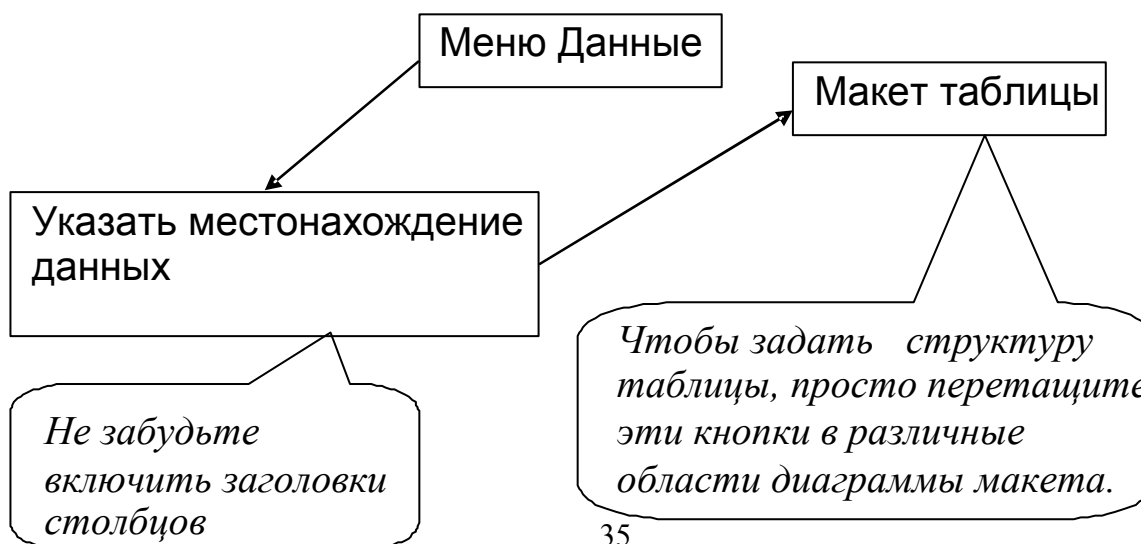 Меню Данные
Макет таблицы
Указать местонахождение
данных
Чтобы задать структуру
таблицы, просто перетащите
эти кнопки в различные
области диаграммы макета.
Не забудьте
включить заголовки
столбцов
35